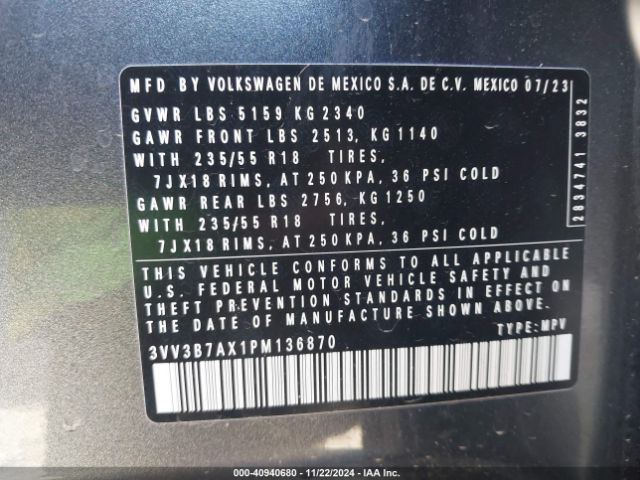 MFD BY VOLKSWAGEN DE MEXICO S.A. DE C.V. MEXICO 07/23
GVWR LBS 5159 KG 2340
GAWR FRONT LBS 2513, KG 1140
WITH 235/55 R18 TIRES,
7JX18 RIMS, AT 250 KPA, 36 PSI COLD
GAWR REAR LBS 2756, KG 1250
WITH 235/55 R18 TIRES,
7JX18 RIMS, AT 250 KPA, 36 PSI COLD
2834741 3832
THIS VEHICLE CONFORMS TO ALL APPLICABLE
U.S. FEDERAL MOTOR VEHICLE SAFETY AND
THEFT PREVENTION STANDARDS IN EFFECT ON
THE DATE OF MANUFACTURE SHOWN ABOVE.
3VV3B7AX1PM136870 TYPE:MPV
000-40940680 - 11/22/2024 - IAA Inc.